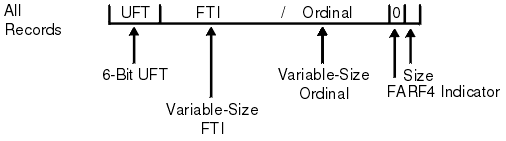 All
Records
UFT FTI / Ordinal 0
6-Bit UFT
Variable-Size
FTI
Variable-Size
Ordinal
Size
FARF4 Indicator